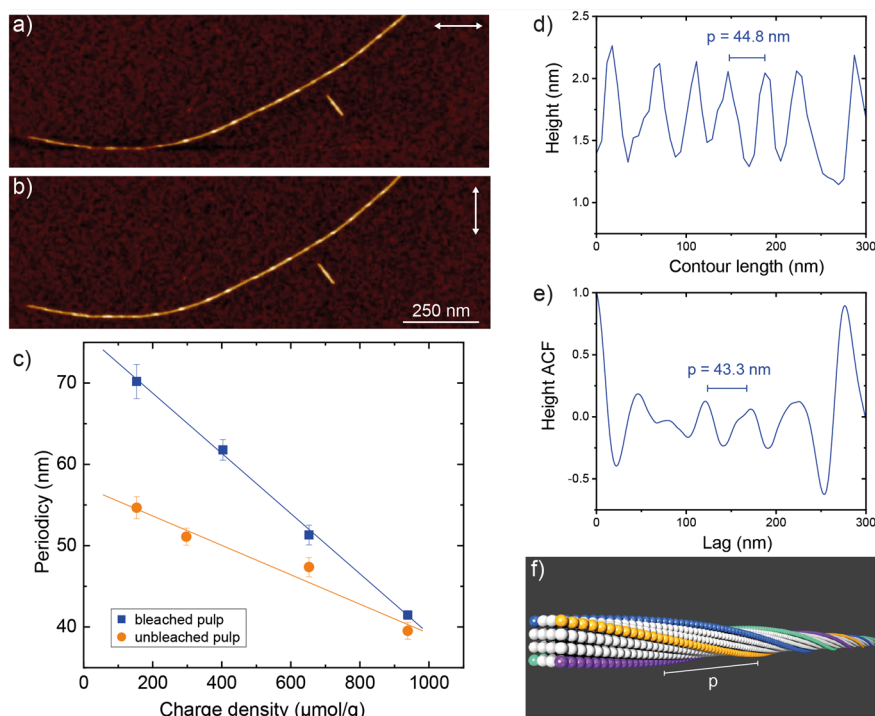 a)
b)
250 nm
c)
Periodicy (nm)
70
60
50
40
bleached pulp
unbleached pulp
0 200 400 600 800 1000
Charge density (μmol/g)
d)
p = 44.8 nm
Height (nm)
2.5
2.0
1.5
1.0
0 100 200 300
Contour length (nm)
e)
p = 43.3 nm
Height ACF
1.0
0.5
0.0
-0.5
0 100 200 300
Lag (nm)
f)
p